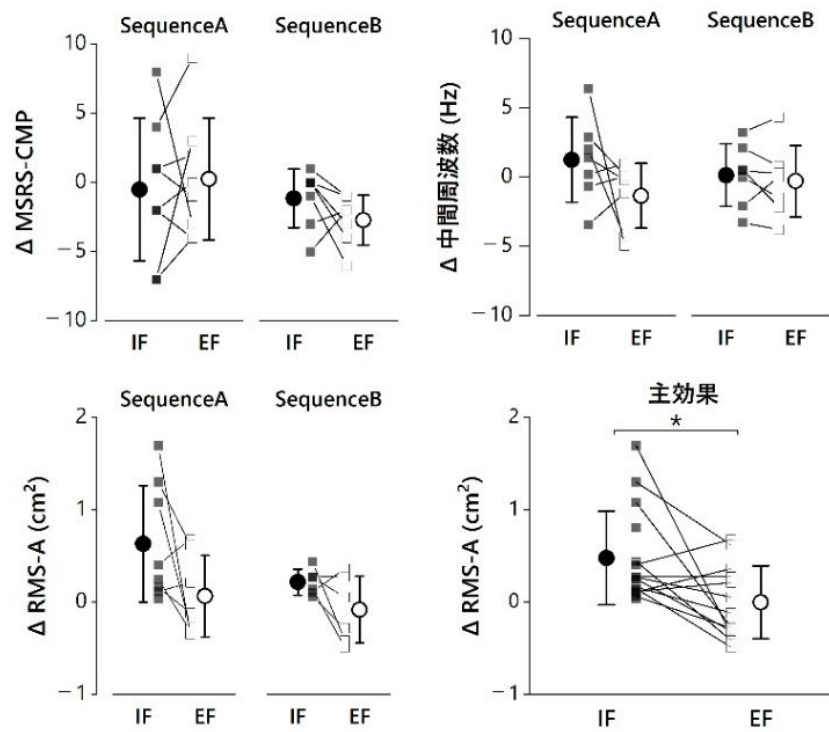 SequenceA
SequenceB
Δ MSRS-CMP
10
5
0
−5
−10
IF
EF
IF
EF
SequenceA
SequenceB
Δ 中間周波数 (Hz)
10
5
0
−5
−10
IF
EF
IF
EF
SequenceA
SequenceB
Δ RMS-A (cm²)
2
1
0
−1
IF
EF
IF
EF
主効果
*
Δ RMS-A (cm²)
2
1
0
−1
IF
EF